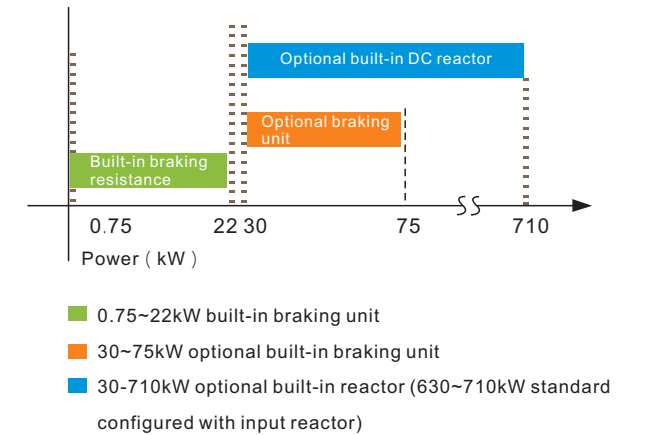 Optional built-in DC reactor
Optional braking
unit
Built-in braking
resistance
0.75
22
30
75
710
Power（kW）
0.75~22kW built-in braking unit
30~75kW optional built-in braking unit
30-710kW optional built-in reactor (630~710kW standard
configured with input reactor)